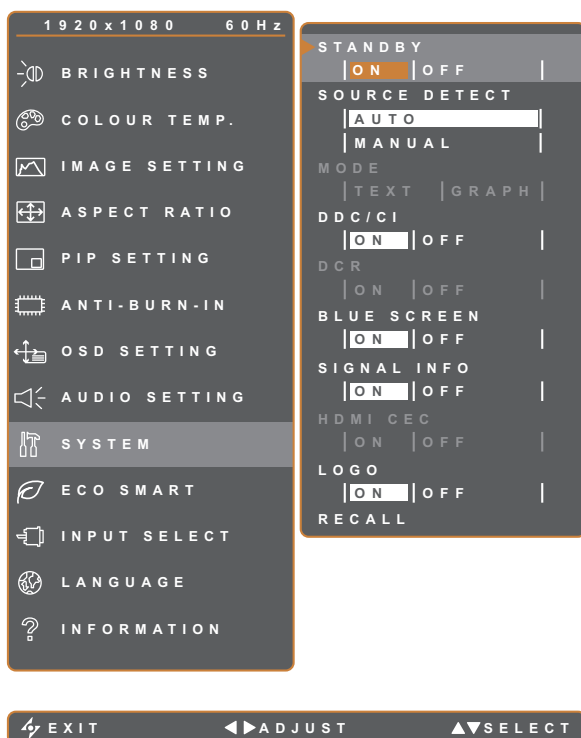 1920x1080 60Hz
BRIGHTNESS
COLOUR TEMP.
IMAGE SETTING
ASPECT RATIO
PIP SETTING
ANTI-BURN-IN
OSD SETTING
AUDIO SETTING
SYSTEM
ECO SMART
INPUT SELECT
LANGUAGE
INFORMATION
STANDBY
ON OFF
SOURCE DETECT
AUTO
MANUAL
MODE
TEXT GRAPH
DDC/CI
ON OFF
DCR
ON OFF
BLUE SCREEN
ON OFF
SIGNAL INFO
ON OFF
HDMI CEC
ON OFF
LOGO
ON OFF
RECALL
EXIT ADJUST SELECT